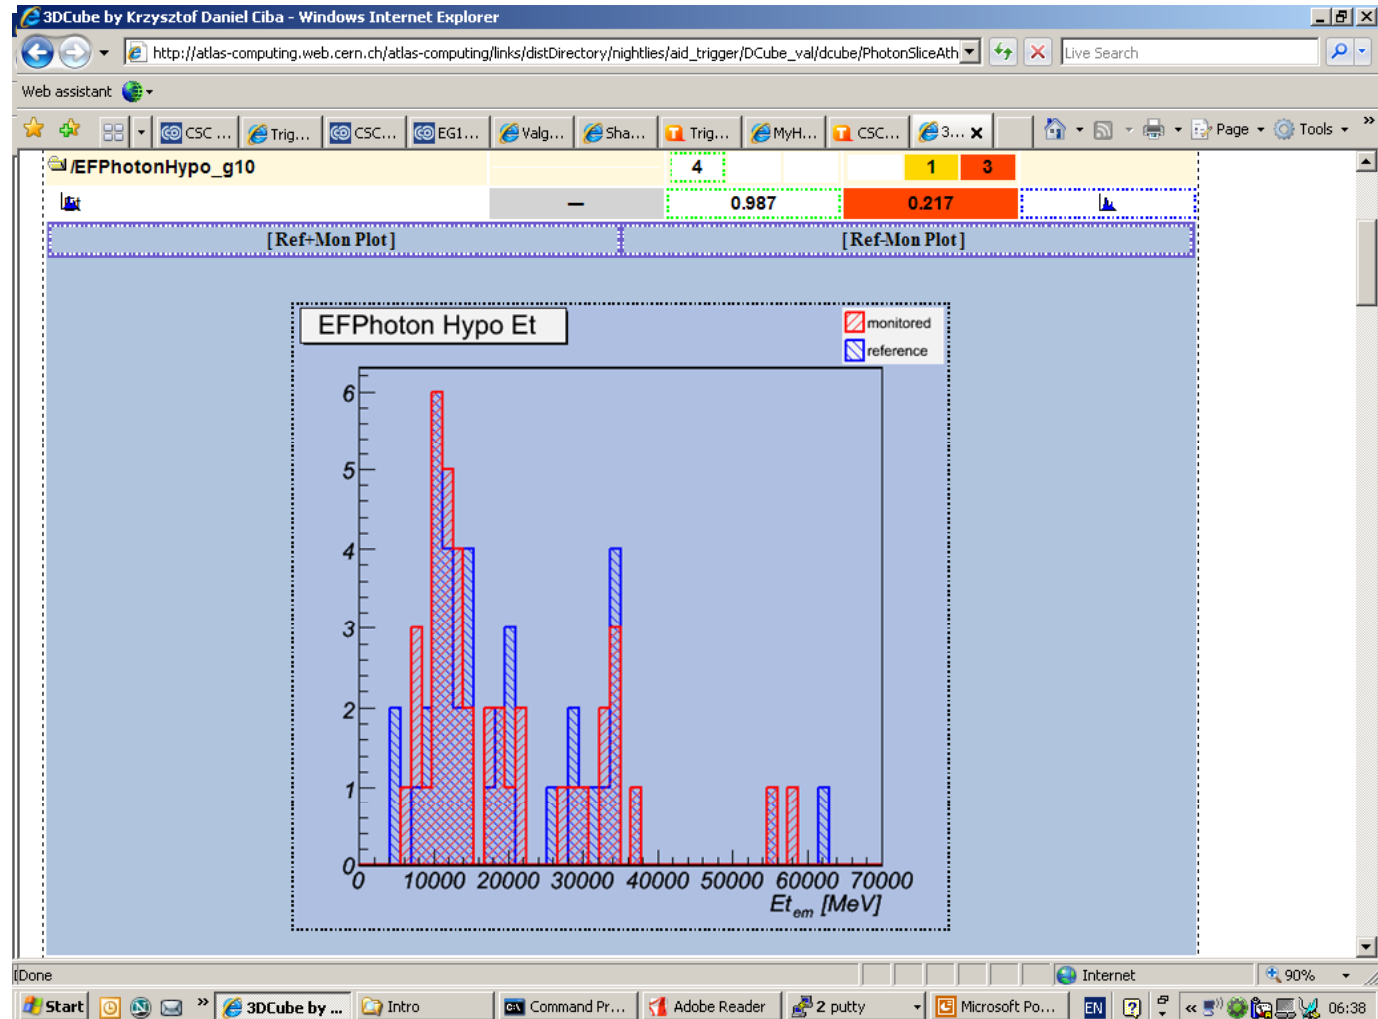 3DCube by Krzysztof Daniel Ciba - Windows Internet Explorer
http://atlas-computing.web.cern.ch/atlas-computing/links/distDirectory/nightlies/aid_trigger/DCube_val/dcube/PhotonSliceAth
Live Search
Web assistant
CSC ...
Trig...
CSC...
EG1...
Valg...
Sha...
Trig...
MyH...
CSC...
3...
Page
Tools
/EFPhotonHypo_g10 4 1 3
— 0.987 0.217
[Ref+Mon Plot] [Ref-Mon Plot]
EFPhoton Hypo Et
monitored
reference
6
5
4
3
2
1
0
0 10000 20000 30000 40000 50000 60000 70000
Et em [MeV]
Done Internet 90%
Start 3DCube by ... Intro Command Pr... Adobe Reader 2 putty Microsoft Po... EN 06:38